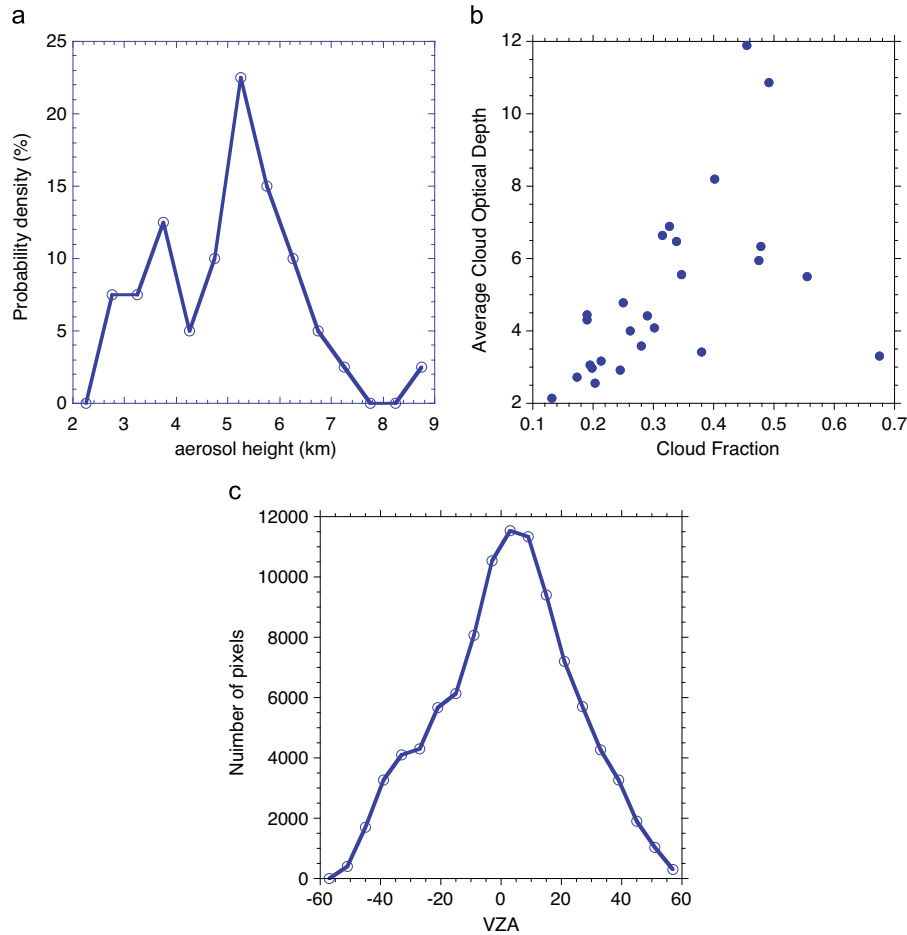 a
b
25
20
15
10
5
0
Probability density (%)
2 3 4 5 6 7 8 9
aerosol height (km)
12
10
8
6
4
2
Average Cloud Optical Depth
0.1 0.2 0.3 0.4 0.5 0.6 0.7
Cloud Fraction
c
12000
10000
8000
6000
4000
2000
0
Nuimber of pixels
-60 -40 -20 0 20 40 60
VZA